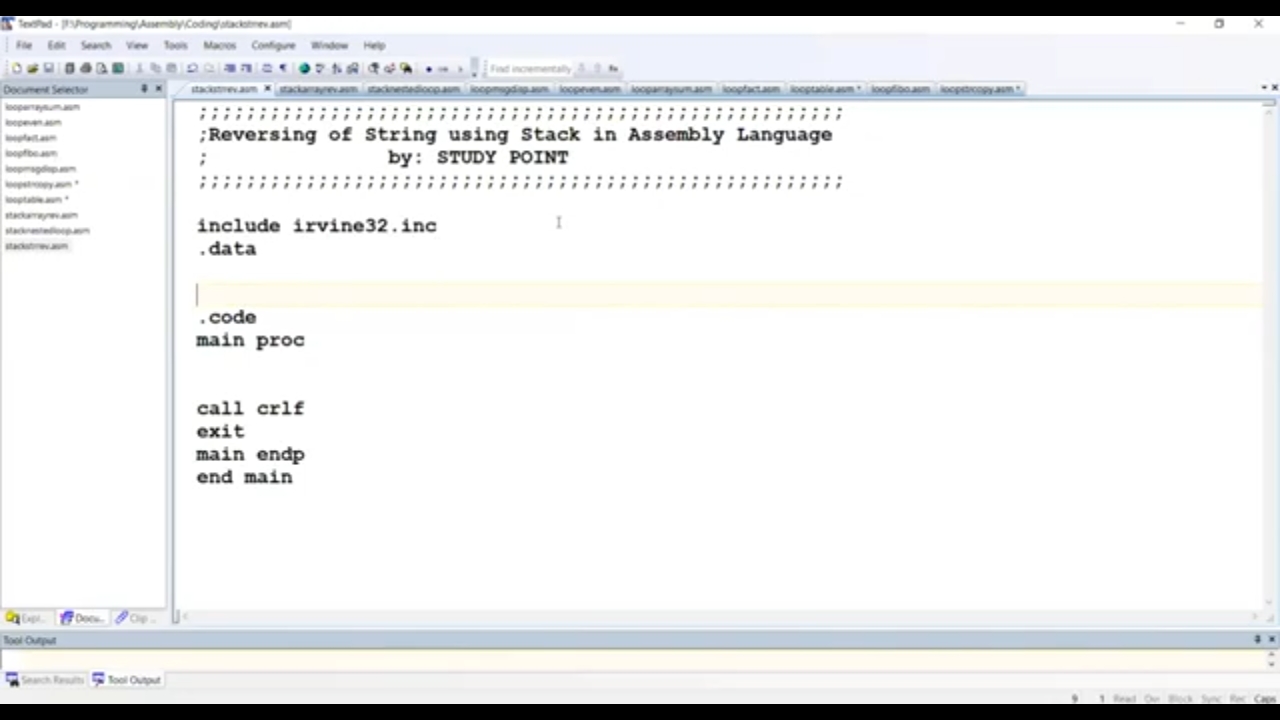 TextPad - [F:\Programming\Assembly\Coding\stackstrrev.asm]
File Edit Search View Tools Macros Configure Window Help
Find incrementally
Document Selector
stackstrrev.asm stackarrayrev.asm stacknestedloop.asm loopmsgdisp.asm loopeven.asm looparraysum.asm loopfact.asm looptable.asm * loopfibo.asm loopstrcopy.asm *
looparraysum.asm
loopeven.asm
loopfact.asm
loopfibo.asm
loopmsgdisp.asm
loopstrcopy.asm *
looptable.asm *
stackarrayrev.asm
stacknestedloop.asm
stackstrrev.asm
;;;;;;;;;;;;;;;;;;;;;;;;;;;;;;;;;;;;;;;;;;;;;;;;;;;;;;
;Reversing of String using Stack in Assembly Language
; by: STUDY POINT
;;;;;;;;;;;;;;;;;;;;;;;;;;;;;;;;;;;;;;;;;;;;;;;;;;;;;;
include irvine32.inc
.data
.code
main proc
call crlf
exit
main endp
end main
Expl... Docu... Clip ...
Tool Output
Search Results Tool Output
9 1 Read Ovr Block Sync Rec Caps